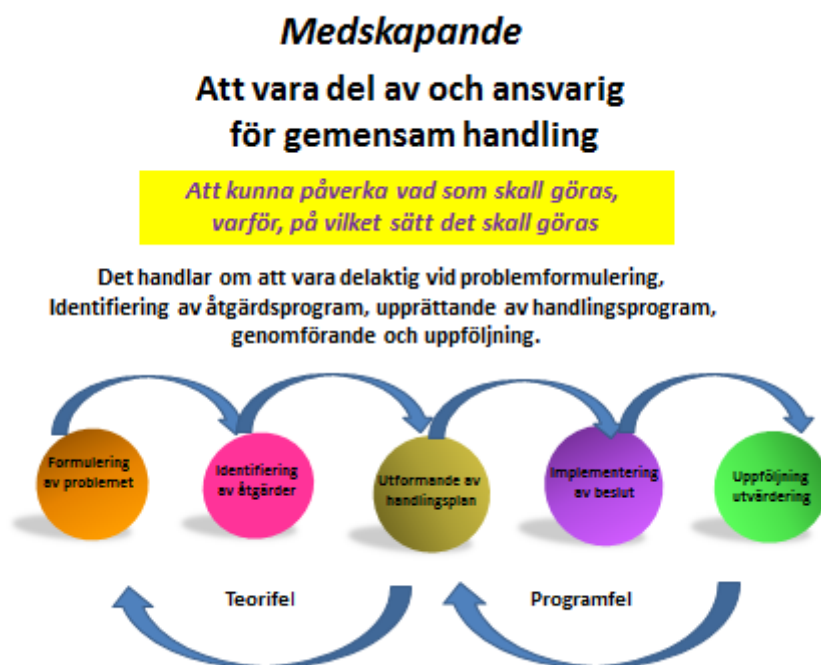 Medskapande
Att vara del av och ansvarig
för gemensam handling
Att kunna påverka vad som skall göras,
varför, på vilket sätt det skall göras
Det handlar om att vara delaktig vid problemformulering,
Identifiering av åtgärdsprogram, upprättande av handlingsprogram,
genomförande och uppföljning.
Formulering
av problemet
Identifiering
av åtgärder
Utformande av
handlingsplan
Implementering
av beslut
Uppföljning
utvärdering
Teorifel
Programfel